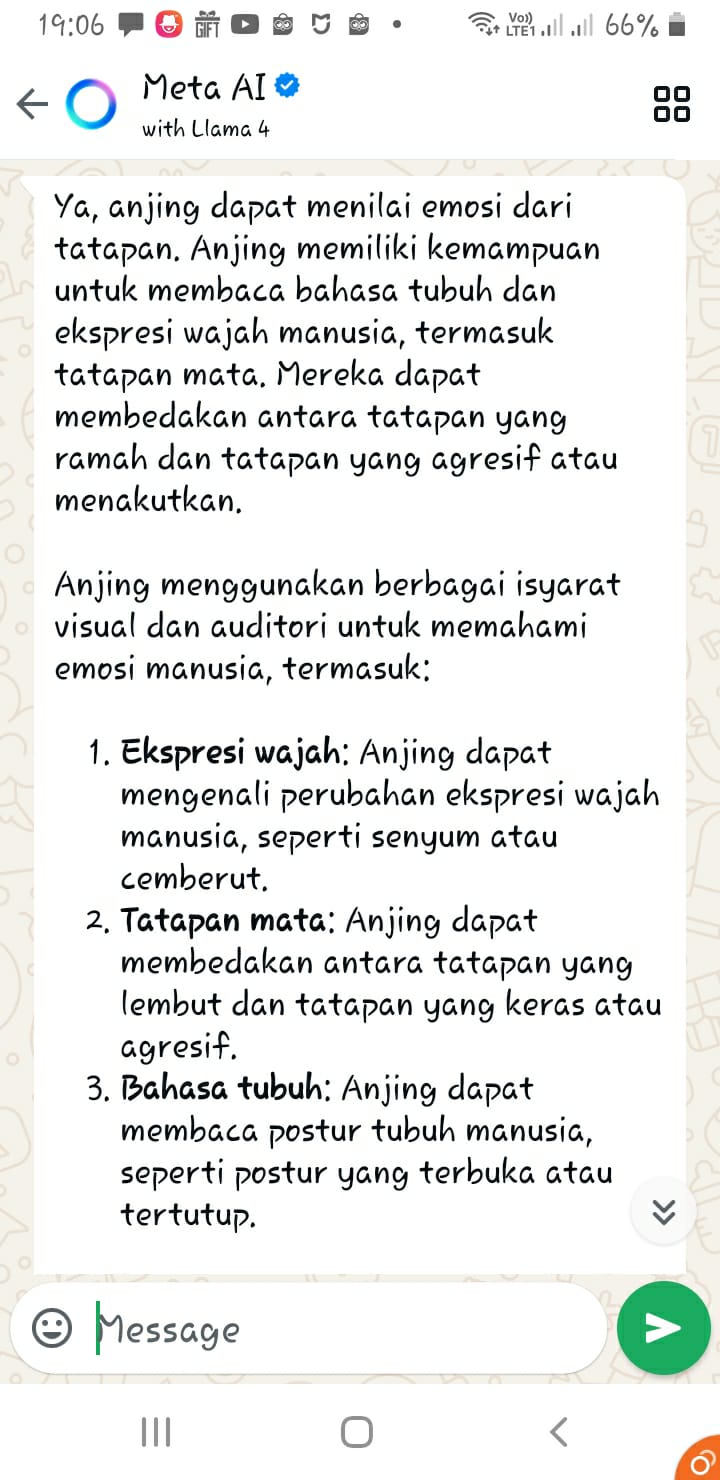 19:06
GIFT
Vo))
LTE1
66%
Meta AI
with Llama 4
Ya, anjing dapat menilai emosi dari
tatapan. Anjing memiliki kemampuan
untuk membaca bahasa tubuh dan
ekspresi wajah manusia, termasuk
tatapan mata. Mereka dapat
membedakan antara tatapan yang
ramah dan tatapan yang agresif atau
menakutkan.
Anjing menggunakan berbagai isyarat
visual dan auditori untuk memahami
emosi manusia, termasuk:
1. Ekspresi wajah: Anjing dapat
mengenali perubahan ekspresi wajah
manusia, seperti senyum atau
cemberut.
2. Tatapan mata: Anjing dapat
membedakan antara tatapan yang
lembut dan tatapan yang keras atau
agresif.
3. Bahasa tubuh: Anjing dapat
membaca postur tubuh manusia,
seperti postur yang terbuka atau
tertutup.
Message